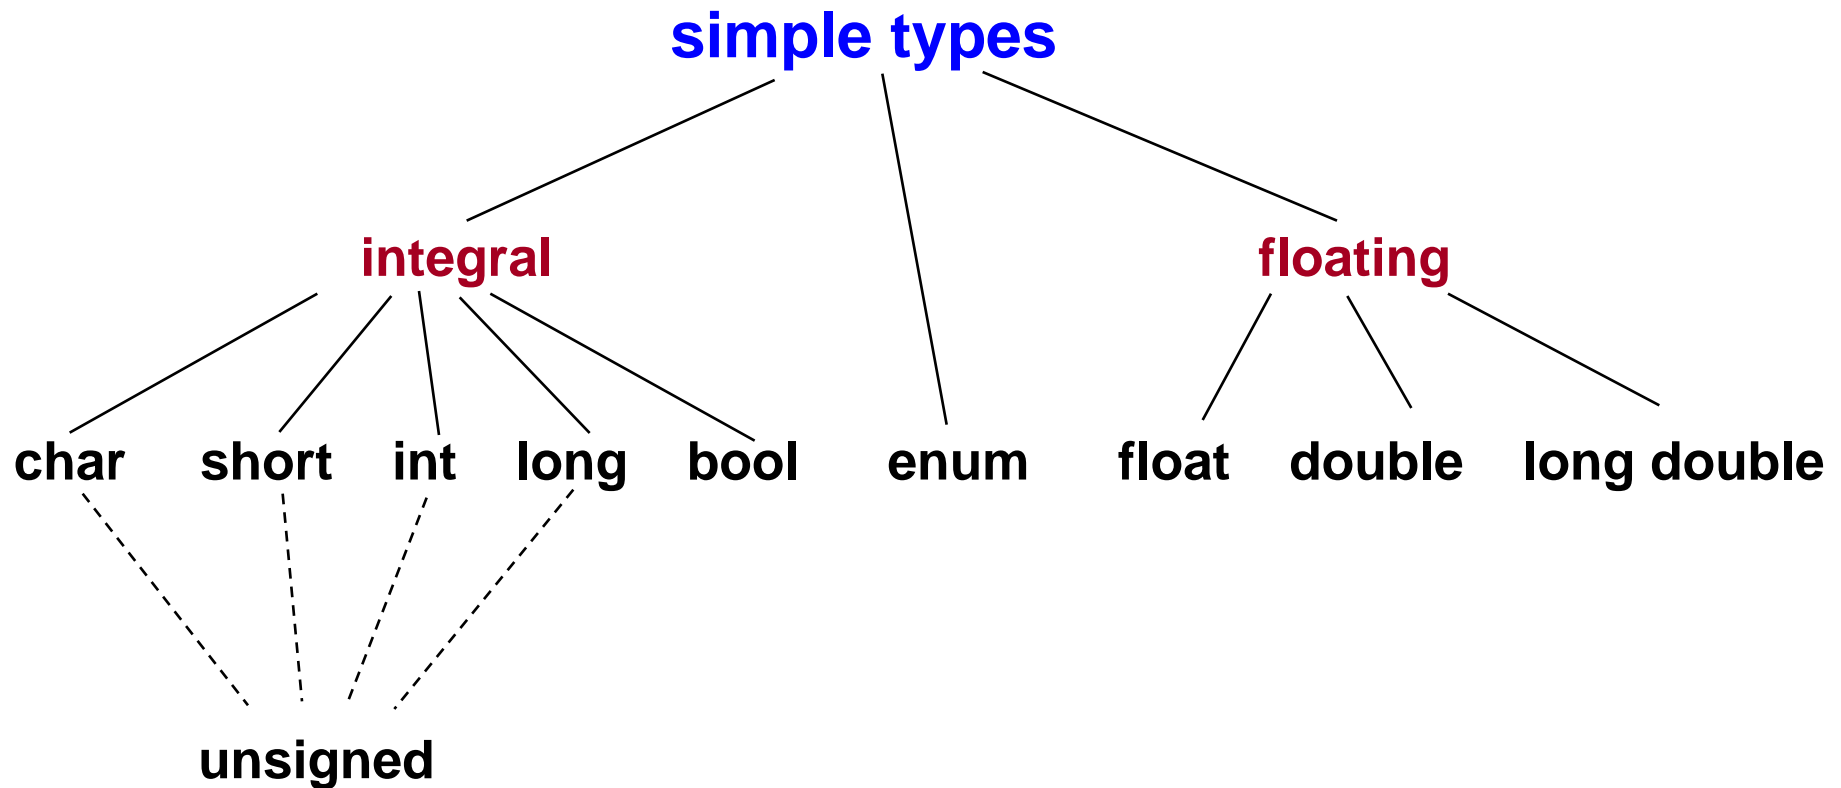 simple types
integral floating
char short int long bool enum float double long double
unsigned